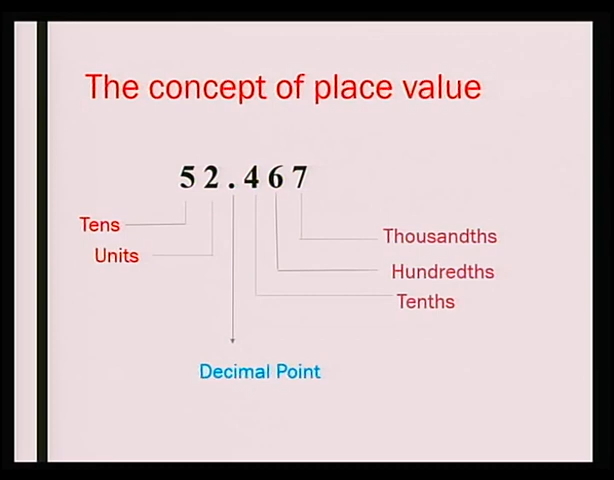 The concept of place value
52.467
Tens
Units
Thousandths
Hundredths
Tenths
Decimal Point